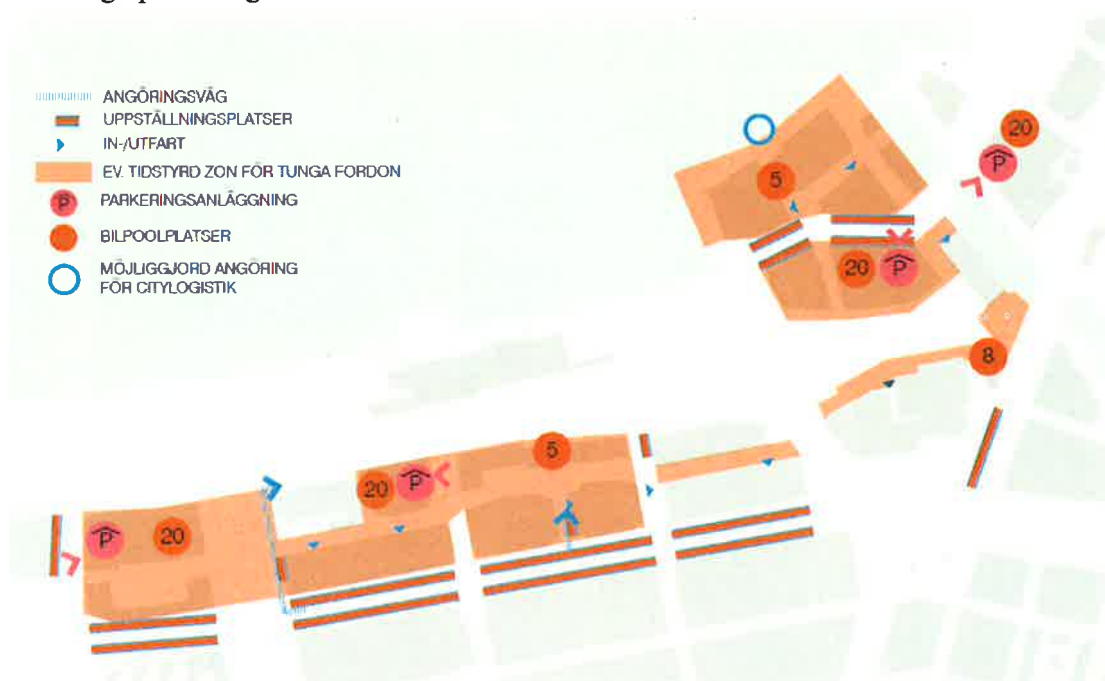 ANGÖRINGSVÄG
UPPSTÄLLNINGSPLATSER
IN-/UTFART
EV. TIDSTYRD ZON FÖR TUNGA FORDON
P PARKERINGSANLÄGGNING
BILPOOLPLATSER
MÖJLIGGJORD ANGÖRING
FÖR CITYLOGISTIK
20
P
5
20 P
8
5
20 P
P 20